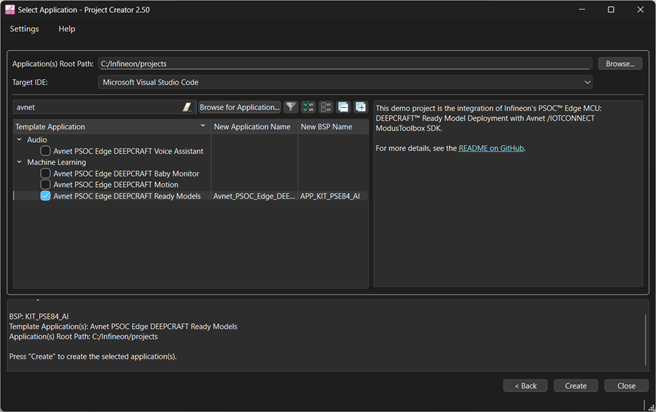 Select Application - Project Creator 2.50
Settings Help
Application(s) Root Path: C:/Infineon/projects Browse...
Target IDE: Microsoft Visual Studio Code
avnet Browse for Application...
Template Application New Application Name New BSP Name
Audio
Avnet PSOC Edge DEEPCRAFT Voice Assistant
Machine Learning
Avnet PSOC Edge DEEPCRAFT Baby Monitor
Avnet PSOC Edge DEEPCRAFT Motion
Avnet PSOC Edge DEEPCRAFT Ready Models Avnet_PSOC_Edge_DEE... APP_KIT_PSE84_AI
This demo project is the integration of Infineon's PSOC™ Edge MCU:
DEEPCRAFT™ Ready Model Deployment with Avnet /IOTCONNECT
ModusToolbox SDK.
For more details, see the README on GitHub.
BSP: KIT_PSE84_AI
Template Application(s): Avnet PSOC Edge DEEPCRAFT Ready Models
Application(s) Root Path: C:/Infineon/projects
Press "Create" to create the selected application(s).
< Back Create Close